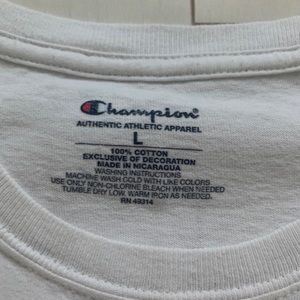 Champion
AUTHENTIC ATHLETIC APPAREL
L
100% COTTON
EXCLUSIVE OF DECORATION
MADE IN NICARAGUA
WASHING INSTRUCTIONS
MACHINE WASH COLD WITH LIKE COLORS
USE ONLY NON-CHLORINE BLEACH WHEN NEEDED
TUMBLE DRY LOW. WARM IRON AS NEEDED.
RN 49314